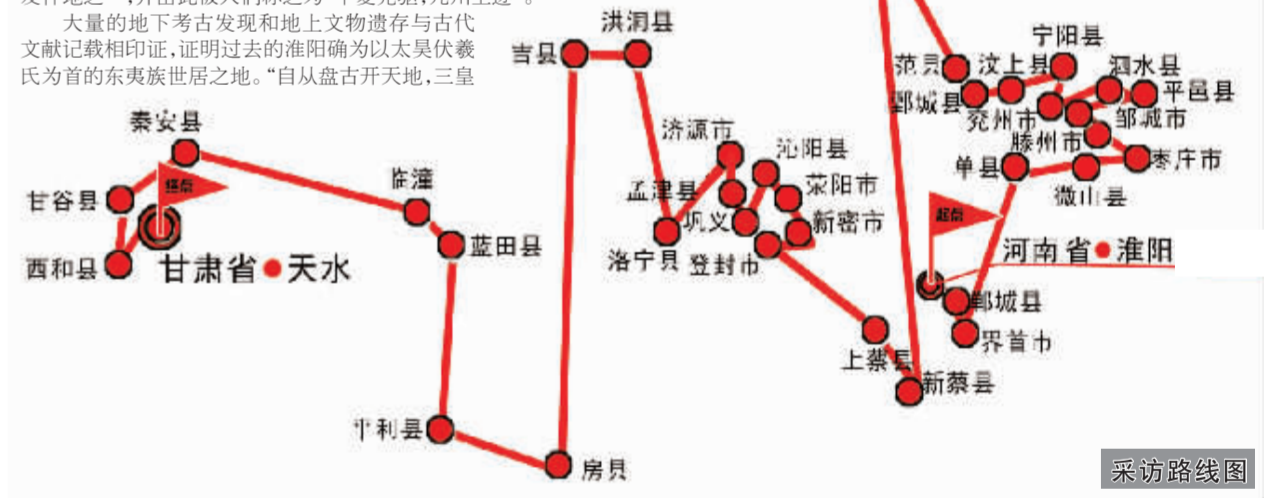 大量的地下考古发现和地上文物遗存与古代
文献记载相印证，证明过去的淮阳确为以太昊伏羲
氏为首的东夷族世居之地。“自从盘古开天地，三皇
秦安县
终点
甘谷县
西和县
甘肃省●天水
临潼
蓝田县
平利县
房县
吉县
洪洞县
洛宁县
济源市
孟津县
巩义
沁阳县
荥阳市
新密市
登封市
上蔡县
新蔡县
范县
鄄城县
汶上县
宁阳县
兖州市
泗水县
平邑县
邹城市
滕州市
枣庄市
微山县
单县
起点
河南省●淮阳
郸城县
界首市
采访路线图